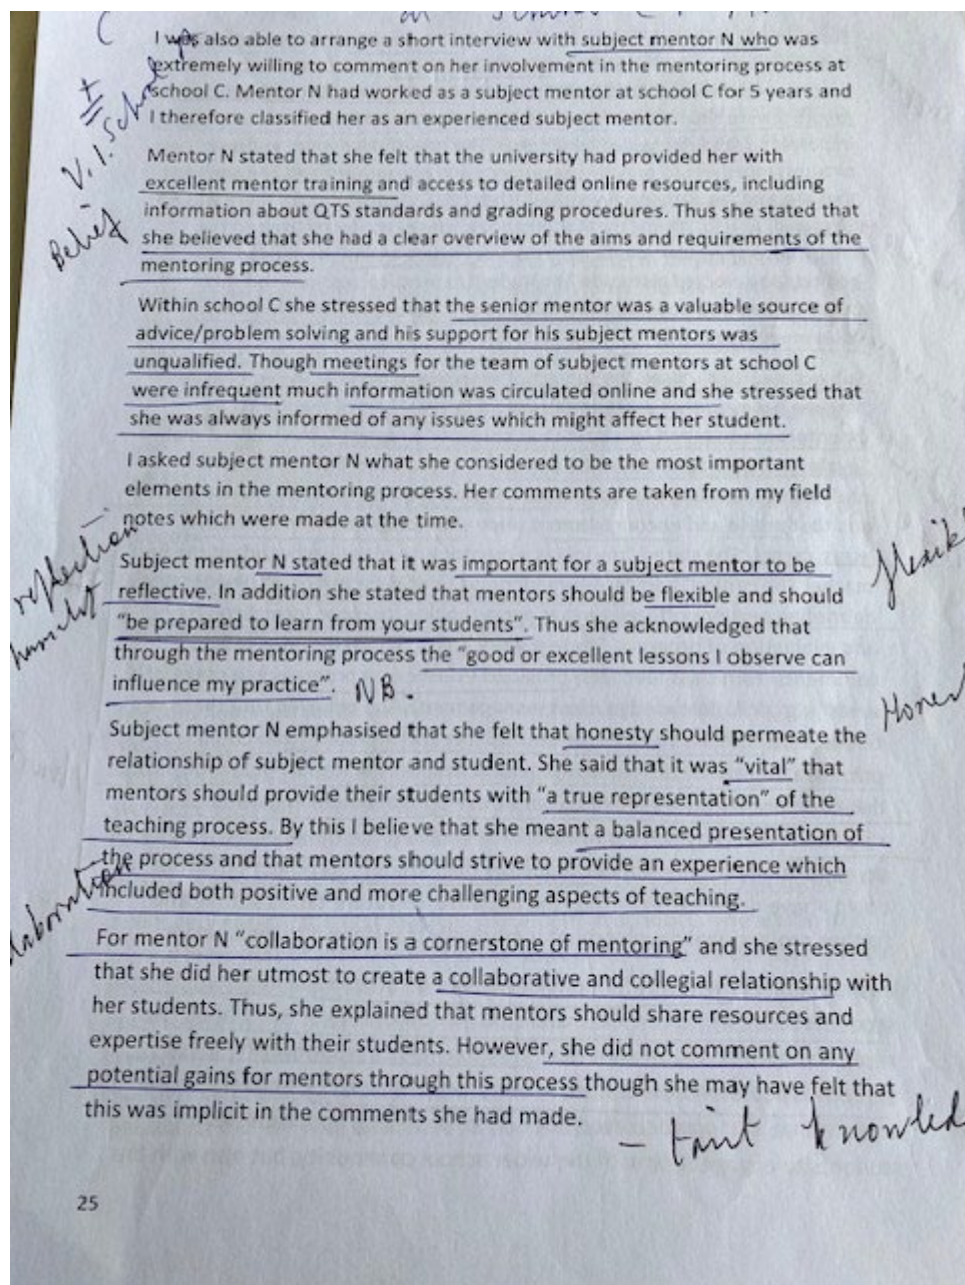 C
I was also able to arrange a short interview with subject mentor N who was
extremely willing to comment on her involvement in the mentoring process at
school C. Mentor N had worked as a subject mentor at school C for 5 years and
I therefore classified her as an experienced subject mentor.
V.I. School
Mentor N stated that she felt that the university had provided her with
excellent mentor training and access to detailed online resources, including
information about QTS standards and grading procedures. Thus she stated that
Belief
she believed that she had a clear overview of the aims and requirements of the
mentoring process.
Within school C she stressed that the senior mentor was a valuable source of
advice/problem solving and his support for his subject mentors was
unqualified. Though meetings for the team of subject mentors at school C
were infrequent much information was circulated online and she stressed that
she was always informed of any issues which might affect her student.
I asked subject mentor N what she considered to be the most important
elements in the mentoring process. Her comments are taken from my field
notes which were made at the time.
reflection
Subject mentor N stated that it was important for a subject mentor to be
reflective. In addition she stated that mentors should be flexible and should
"be prepared to learn from your students". Thus she acknowledged that
through the mentoring process the "good or excellent lessons I observe can
influence my practice". NB.
Subject mentor N emphasised that she felt that honesty should permeate the
relationship of subject mentor and student. She said that it was "vital" that
mentors should provide their students with "a true representation" of the
teaching process. By this I believe that she meant a balanced presentation of
the process and that mentors should strive to provide an experience which
included both positive and more challenging aspects of teaching.
For mentor N "collaboration is a cornerstone of mentoring" and she stressed
that she did her utmost to create a collaborative and collegial relationship with
her students. Thus, she explained that mentors should share resources and
expertise freely with their students. However, she did not comment on any
potential gains for mentors through this process though she may have felt that
this was implicit in the comments she had made.
25